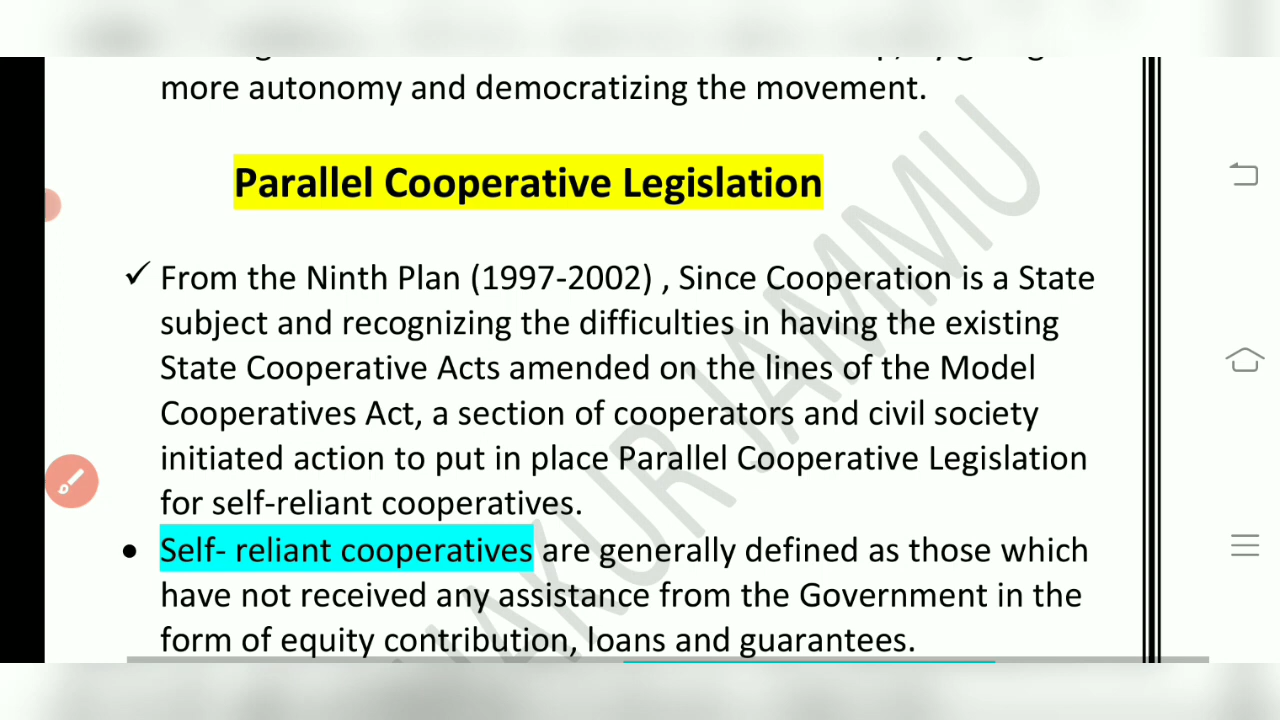 more autonomy and democratizing the movement.
Parallel Cooperative Legislation
✓ From the Ninth Plan (1997-2002) , Since Cooperation is a State
subject and recognizing the difficulties in having the existing
State Cooperative Acts amended on the lines of the Model
Cooperatives Act, a section of cooperators and civil society
initiated action to put in place Parallel Cooperative Legislation
for self-reliant cooperatives.
• Self- reliant cooperatives are generally defined as those which
have not received any assistance from the Government in the
form of equity contribution, loans and guarantees.
AKUR JAMMU